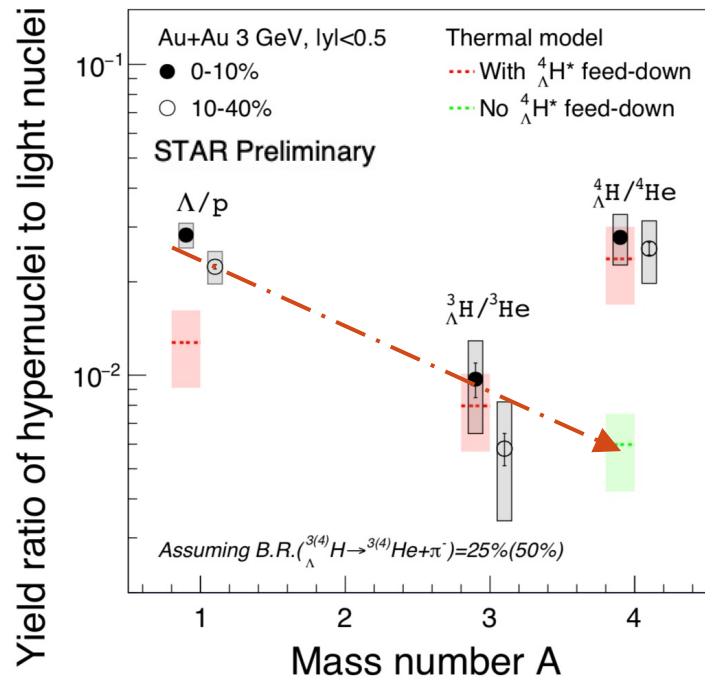 Yield ratio of hypernuclei to light nuclei
Au+Au 3 GeV, |y|<0.5
0-10%
10-40%
STAR Preliminary
Thermal model
With ⁴ΛH* feed-down
No ⁴ΛH* feed-down
Λ/p
³ΛH/³He
⁴ΛH/⁴He
Assuming B.R.(³⁽⁴⁾ΛH→³⁽⁴⁾He+π⁻)=25%(50%)
10⁻¹
10⁻²
1 2 3 4
Mass number A